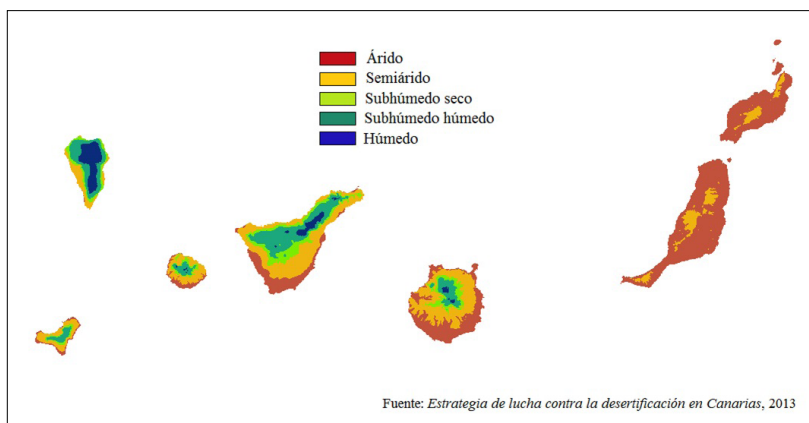 Árido
Semiárido
Subhúmedo seco
Subhúmedo húmedo
Húmedo
Fuente: Estrategia de lucha contra la desertificación en Canarias, 2013